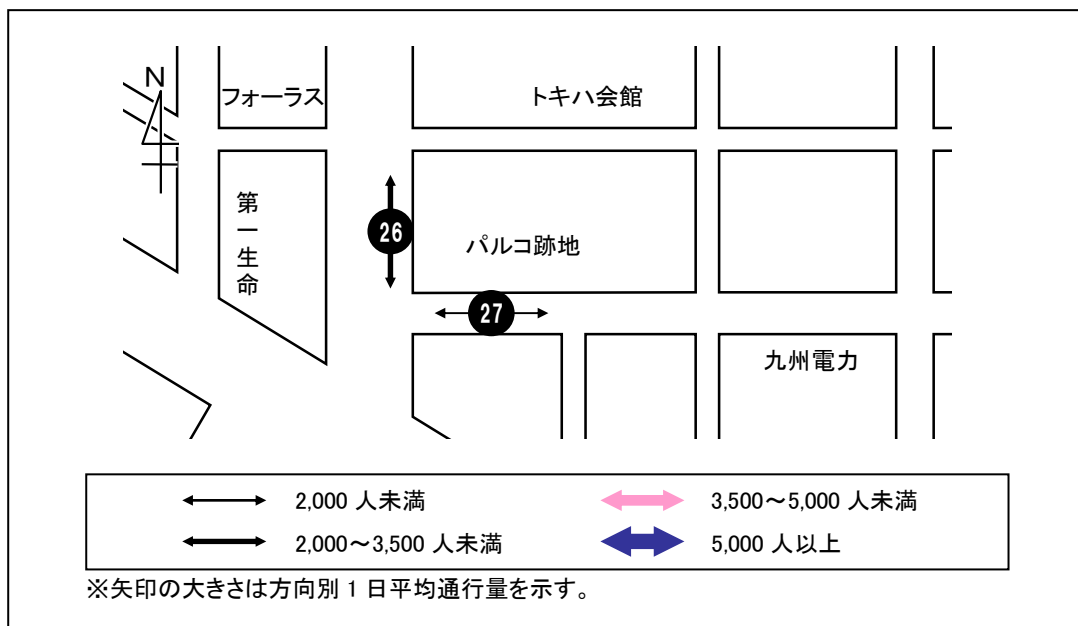 N
フォーラス
トキハ会館
第一生命
26
パルコ跡地
27
九州電力
2,000 人未満
3,500～5,000 人未満
2,000～3,500 人未満
5,000 人以上
※矢印の大きさは方向別 1 日平均通行量を示す。